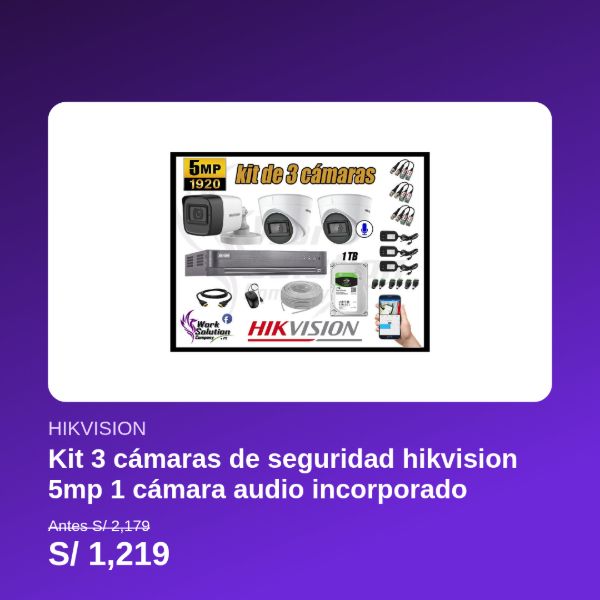 5MP
1920
kit de 3 cámaras
1 TB
Work
Solution
Company
HIKVISION
HIKVISION
Kit 3 cámaras de seguridad hikvision
5mp 1 cámara audio incorporado
Antes S/ 2,179
S/ 1,219